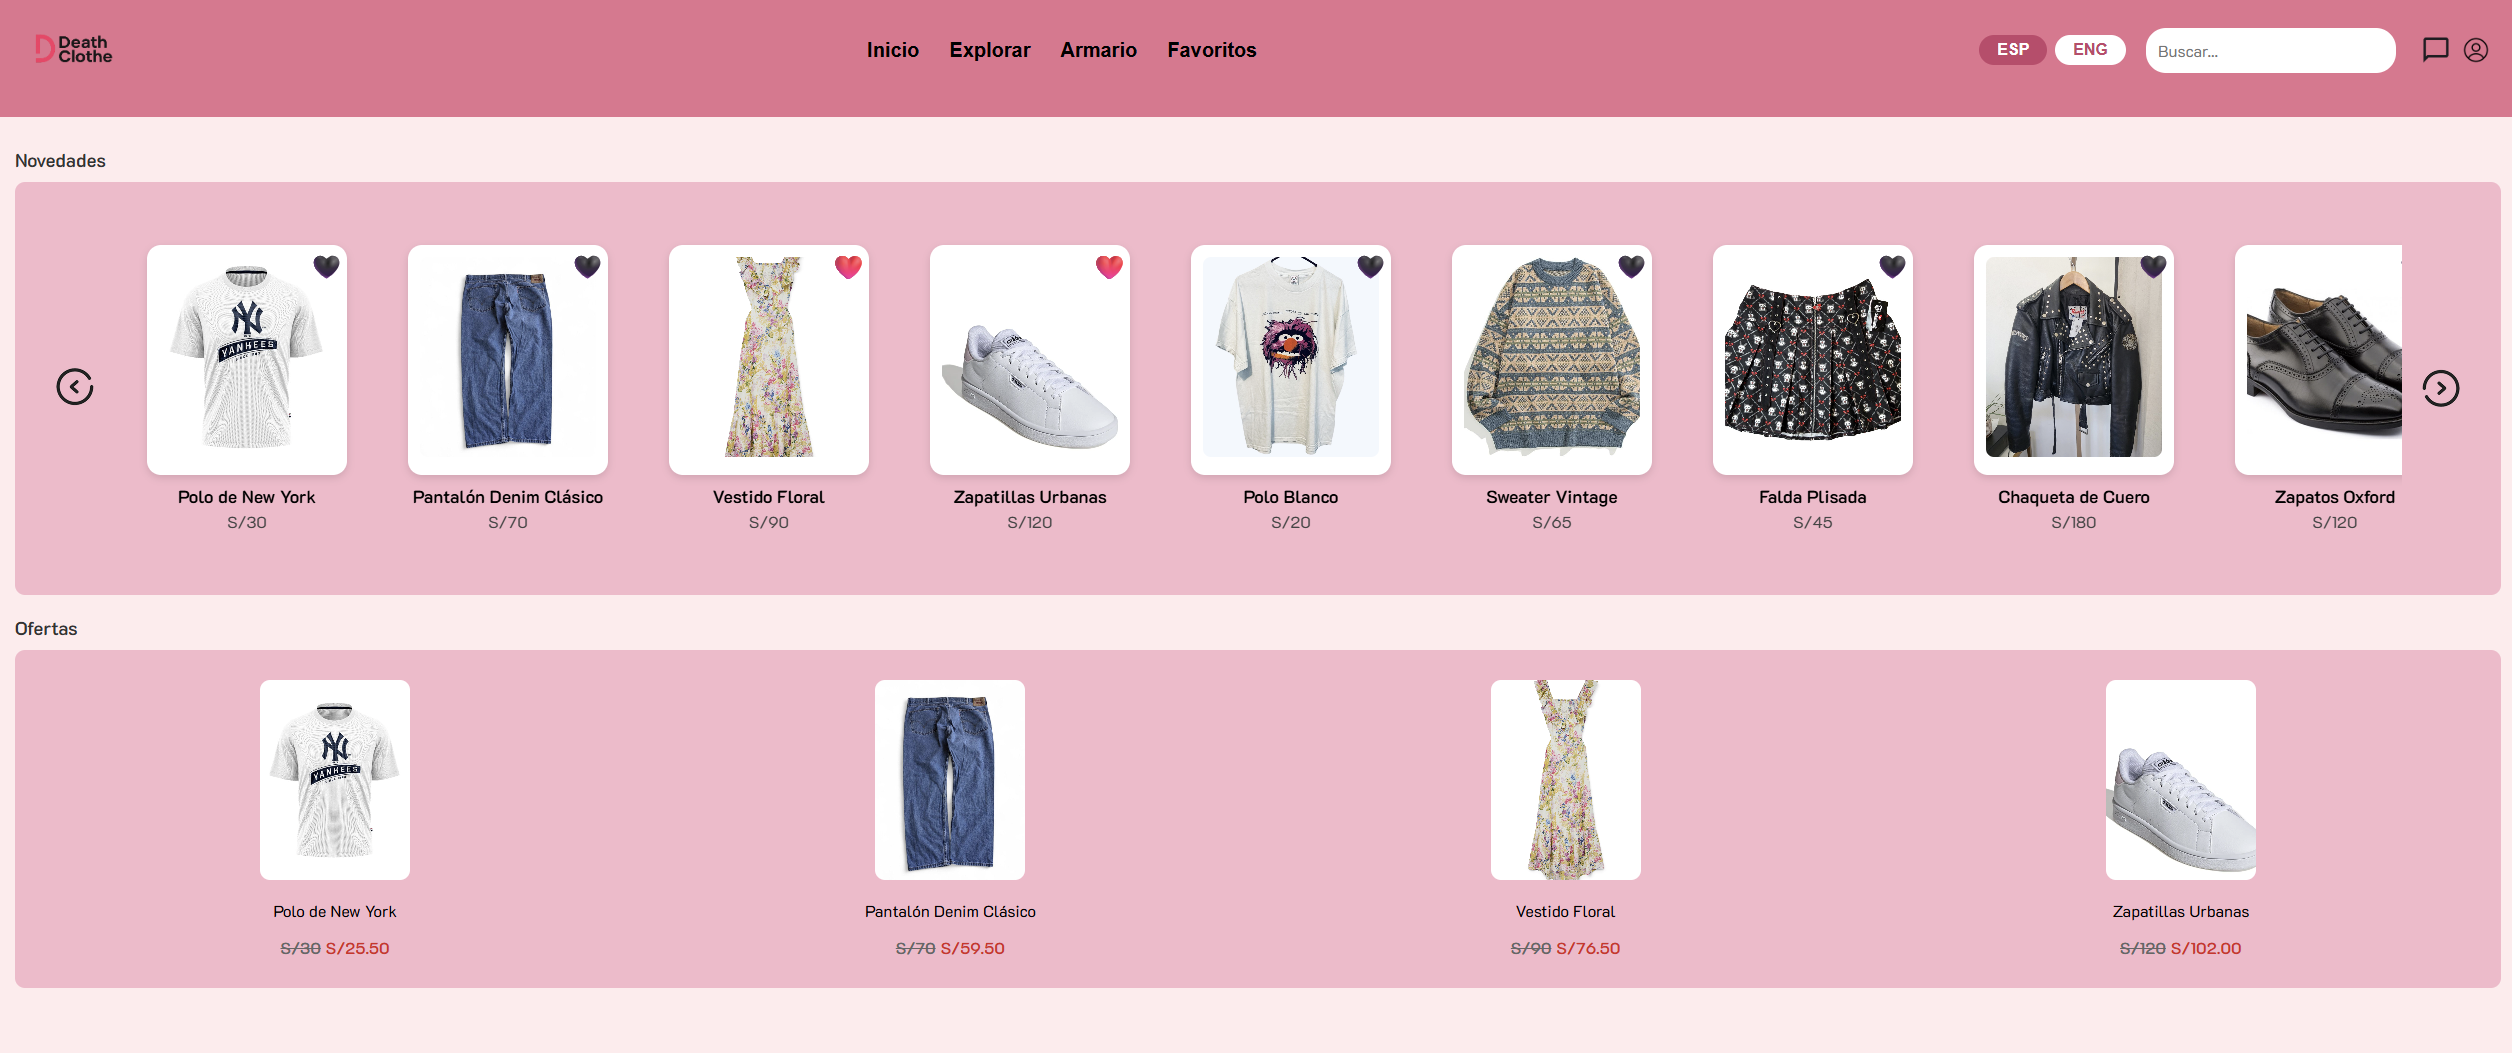 Death
Clothe
Inicio Explorar Armario Favoritos
ESP ENG Buscar...
Novedades
YANKEES
Polo de New York
S/30
Pantalón Denim Clásico
S/70
Vestido Floral
S/90
Zapatillas Urbanas
S/120
Polo Blanco
S/20
Sweater Vintage
S/65
Falda Plisada
S/45
Chaqueta de Cuero
S/180
Zapatos Oxford
S/120
Ofertas
YANKEES
Polo de New York
S/30 S/25.50
Pantalón Denim Clásico
S/70 S/59.50
Vestido Floral
S/90 S/76.50
Zapatillas Urbanas
S/120 S/102.00